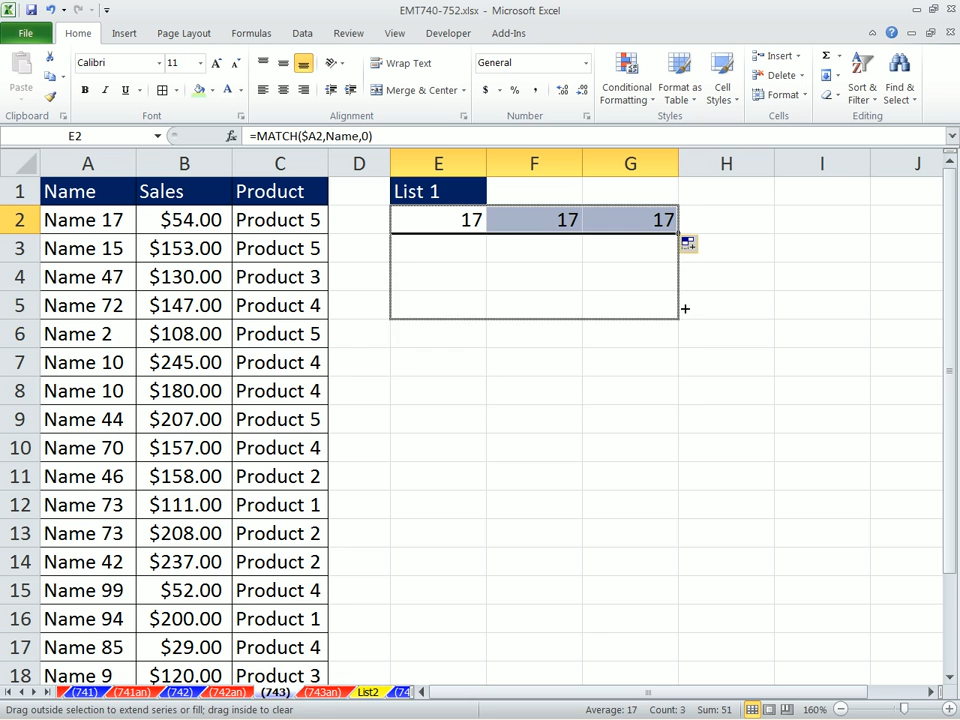 EMT740-752.xlsx - Microsoft Excel
File Home Insert Page Layout Formulas Data Review View Developer Add-Ins
Calibri 11 Wrap Text General Insert
Paste Merge & Center Conditional Formatting Format as Table Cell Styles Delete Format Sort & Filter Find & Select
Clipboard Font Alignment Number Styles Cells Editing
E2 fx =MATCH($A2,Name,0)
A B C D E F G H I J
1 Name Sales Product List 1
2 Name 17 $54.00 Product 5 17 17 17
3 Name 15 $153.00 Product 5
4 Name 47 $130.00 Product 3
5 Name 72 $147.00 Product 4
6 Name 2 $108.00 Product 5
7 Name 10 $245.00 Product 4
8 Name 10 $180.00 Product 4
9 Name 44 $207.00 Product 5
10 Name 70 $157.00 Product 4
11 Name 46 $158.00 Product 2
12 Name 73 $111.00 Product 1
13 Name 73 $208.00 Product 2
14 Name 42 $237.00 Product 2
15 Name 99 $52.00 Product 4
16 Name 94 $200.00 Product 1
17 Name 85 $29.00 Product 4
18 Name 9 $120.00 Product 3
(741) (741an) (742) (742an) (743) (743an) List2 (74
Drag outside selection to extend series or fill; drag inside to clear Average: 17 Count: 3 Sum: 51 160%